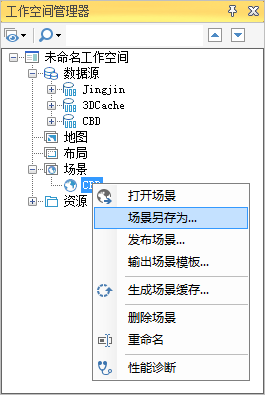 工作空间管理器
未命名工作空间
数据源
Jingjin
3DCache
CBD
地图
布局
场景
CBD
资源
打开场景
场景另存为...
发布场景...
输出场景模板...
生成场景缓存...
删除场景
重命名
性能诊断